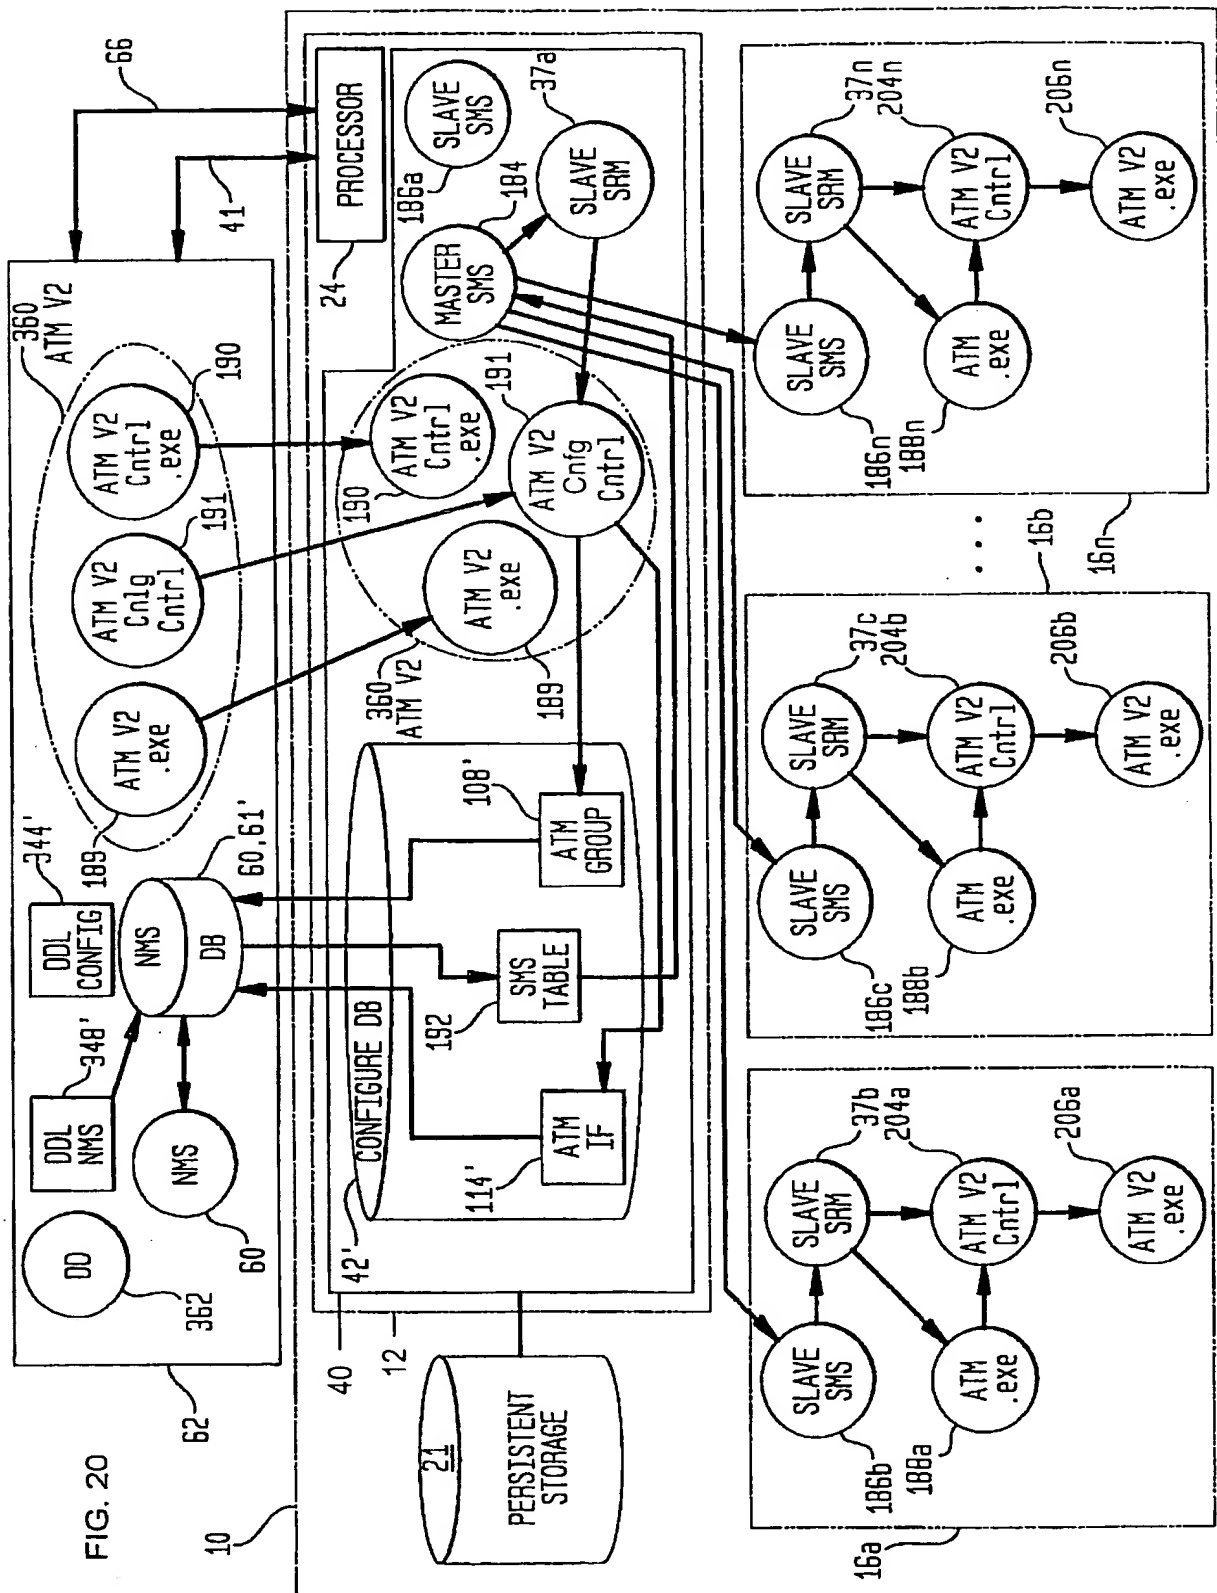 FIG. 20
62
DD
362
DDL
NMS
348'
NMS
60
DDL
CONFIG
344'
NMS
DB
60,61'
189
ATM V2
.exe
ATM V2
Cnlg
Cntrl
191
ATM V2
Cntrl
.exe
190
360
ATM V2
41
66
10
12
40
21
PERSISTENT
STORAGE
42'
CONFIGURE DB
114'
ATM
IF
192
SMS
TABLE
108'
ATM
GROUP
360
ATM V2
189
ATM V2
.exe
190
ATM V2
Cntrl
.exe
191
ATM V2
Cnfg
Cntrl
24
PROCESSOR
MASTER
SMS
184
186a
SLAVE
SMS
SLAVE
SRM
37a
16a
186b
SLAVE
SMS
SLAVE
SRM
37b
188a
ATM
.exe
ATM V2
Cntrl
204a
ATM V2
.exe
206a
16b
186c
SLAVE
SMS
SLAVE
SRM
37c
188b
ATM
.exe
ATM V2
Cntrl
204b
ATM V2
.exe
206b
....
16n
186n
SLAVE
SMS
SLAVE
SRM
37n
188n
ATM
.exe
ATM V2
Cntrl
204n
ATM V2
.exe
206n